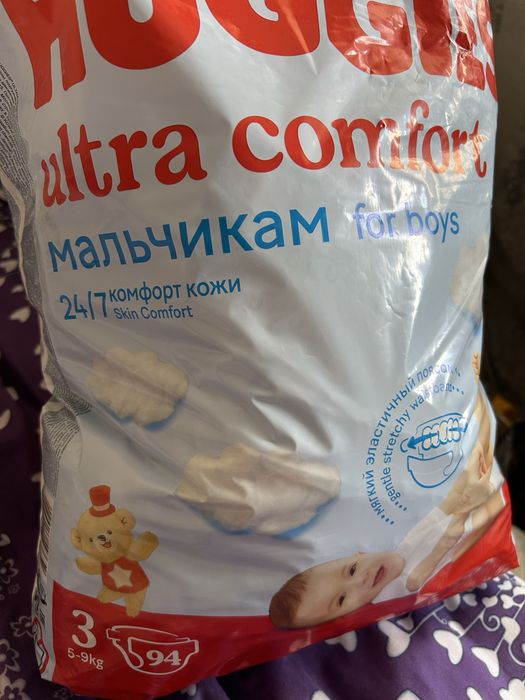 HUGGIES
ultra comfort
мальчикам for boys
24/7 комфорт кожи
Skin Comfort
мягкий эластичный поясок
gentle stretchy
3
5-9kg
94